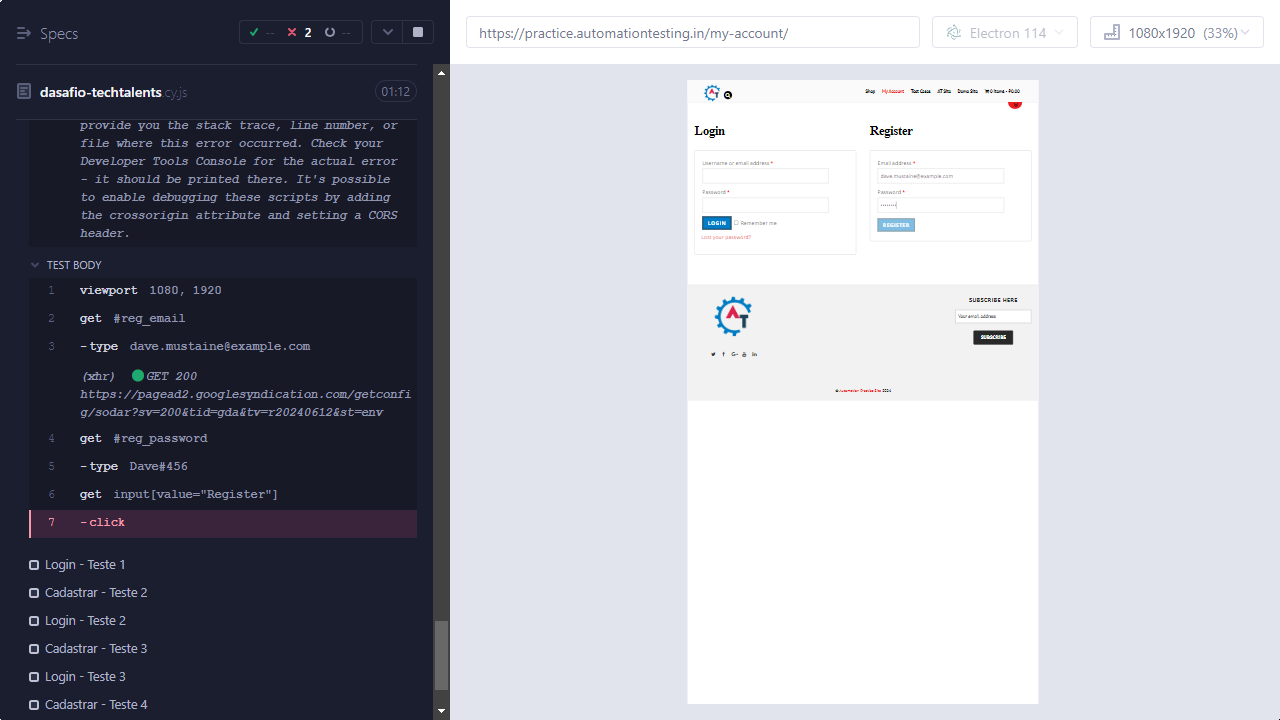 Specs
-- 2 --
https://practice.automationtesting.in/my-account/
Electron 114
1080x1920 (33%)
dasafio-techtalents.cy.js
01:12
provide you the stack trace, line number, or
file where this error occurred. Check your
Developer Tools Console for the actual error
- it should be printed there. It's possible
to enable debugging these scripts by adding
the crossorigin attribute and setting a CORS
header.
TEST BODY
1 viewport 1080, 1920
2 get #reg_email
3 -type dave.mustaine@example.com
(xhr) GET 200
https://pagead2.googlesyndication.com/getconfi
g/sodar?sv=200&tid=gda&tv=r20240612&st=env
4 get #reg_password
5 -type Dave#456
6 get input[value="Register"]
7 -click
Login - Teste 1
Cadastrar - Teste 2
Login - Teste 2
Cadastrar - Teste 3
Login - Teste 3
Cadastrar - Teste 4
Shop My Account Test Cases AT Site Demo Site 0 items - ₹0.00
Login
Username or email address *
Password *
LOGIN Remember me
Lost your password?
Register
Email address *
dave.mustaine@example.com
Password *
REGISTER
AT
SUBSCRIBE HERE
Your email address
SUBSCRIBE
© Automation Practice Site 2024